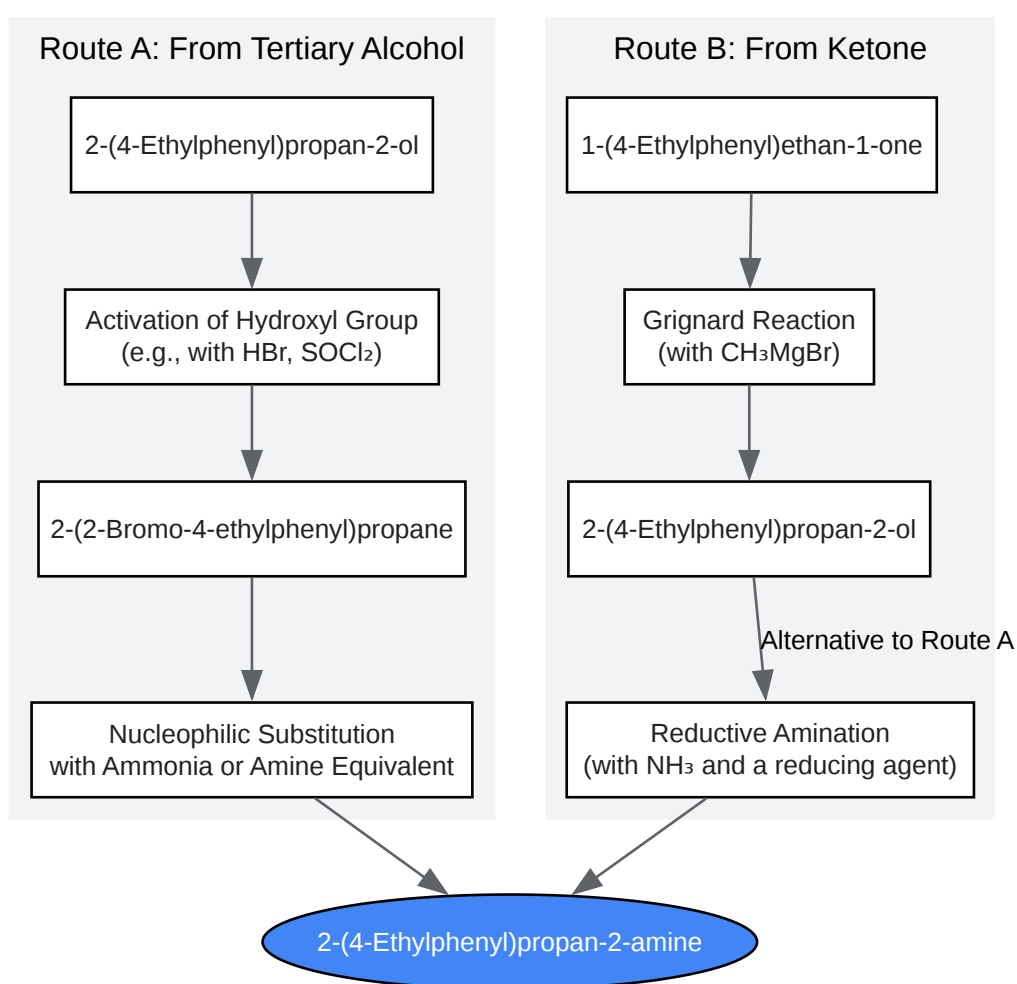 Route A: From Tertiary Alcohol
2-(4-Ethylphenyl)propan-2-ol
Activation of Hydroxyl Group
(e.g., with HBr, SOCl₂)
2-(2-Bromo-4-ethylphenyl)propane
Nucleophilic Substitution
with Ammonia or Amine Equivalent
Route B: From Ketone
1-(4-Ethylphenyl)ethan-1-one
Grignard Reaction
(with CH₃MgBr)
2-(4-Ethylphenyl)propan-2-ol
Alternative to Route A
Reductive Amination
(with NH₃ and a reducing agent)
2-(4-Ethylphenyl)propan-2-amine